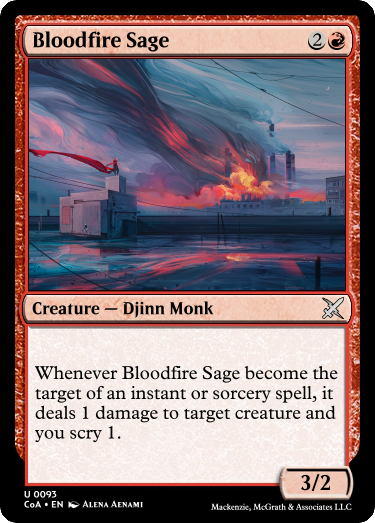 Bloodfire Sage 2
Creature — Djinn Monk
Whenever Bloodfire Sage become the
target of an instant or sorcery spell, it
deals 1 damage to target creature and
you scry 1.
3/2
U 0093
CoA • EN Alena Aenami
Mackenzie, McGrath & Associates LLC